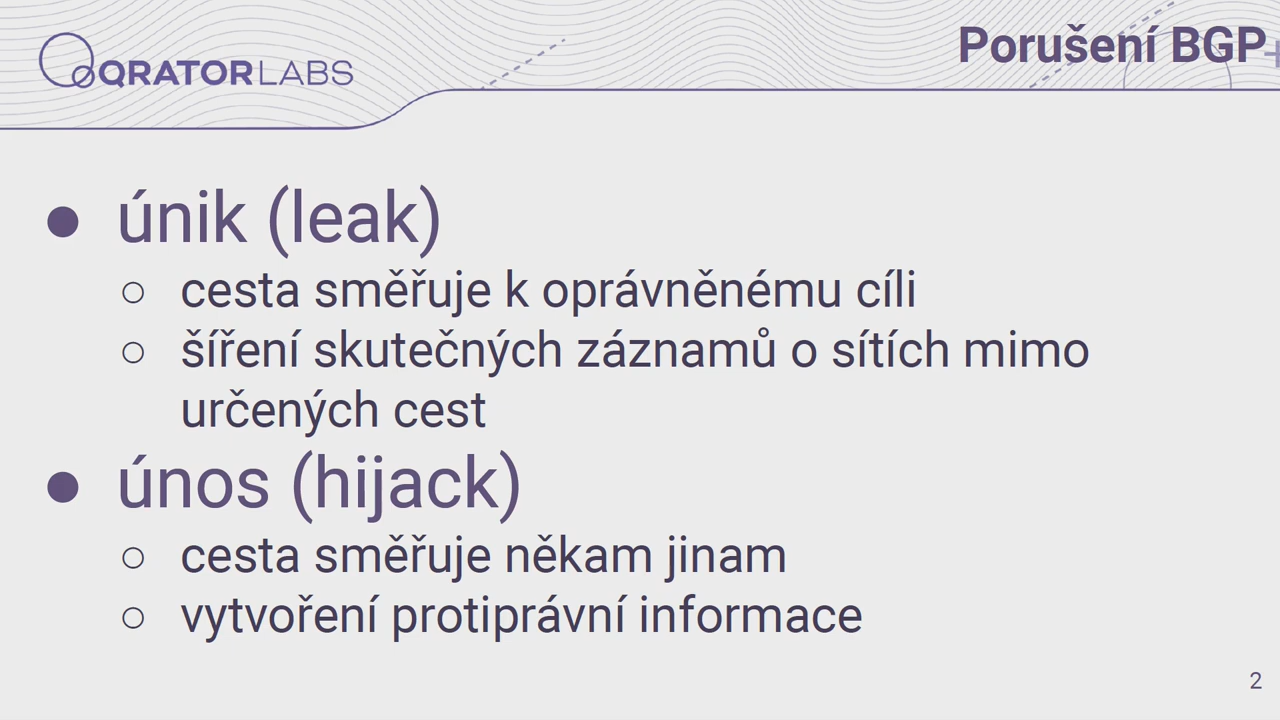 QRATORLABS
Porušení BGP
● únik (leak)
○ cesta směřuje k oprávněnému cíli
○ šíření skutečných záznamů o sítích mimo
určených cest
● únos (hijack)
○ cesta směřuje někam jinam
○ vytvoření protiprávní informace
2